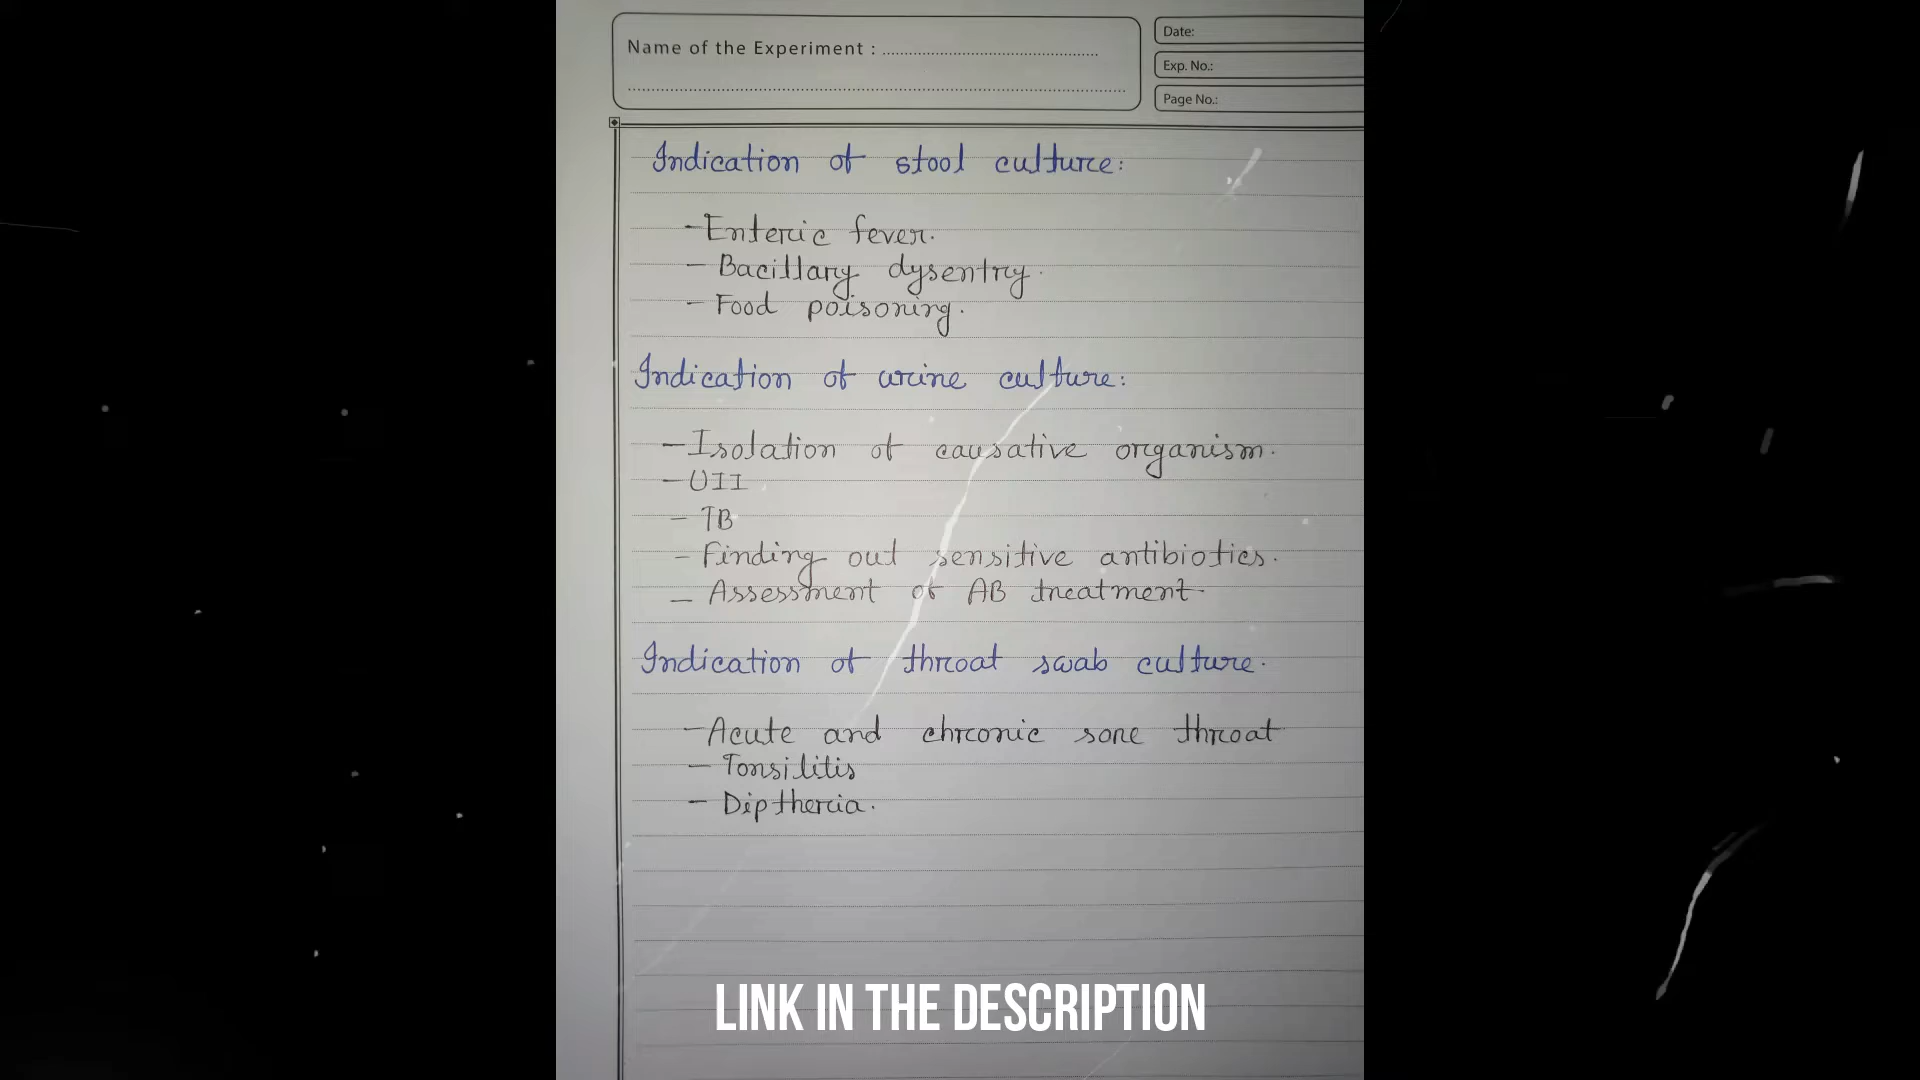 Name of the Experiment :
Date:
Exp. No.:
Page No.:
Indication of stool culture:
- Enteric fever.
- Bacillary dysentry.
- Food poisoning.
Indication of urine culture:
- Isolation of causative organism.
- UII
- TB
- Finding out sensitive antibiotics.
- Assessment of AB treatment.
Indication of throat swab culture.
- Acute and chronic sore throat
- Tonsilitis
- Diptheria.
LINK IN THE DESCRIPTION